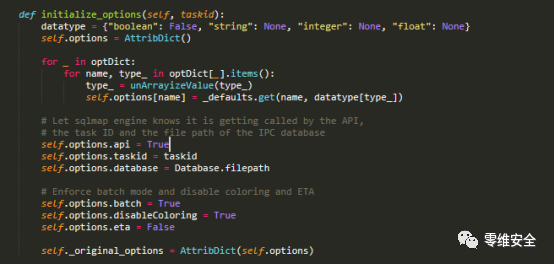 def initialize_options(self, taskid):
    datatype = {"boolean": False, "string": None, "integer": None, "float": None}
    self.options = AttribDict()

    for _ in optDict:
        for name, type_ in optDict[_].items():
            type_ = unArrayizeValue(type_)
            self.options[name] = _defaults.get(name, datatype[type_])

    # Let sqlmap engine knows it is getting called by the API,
    # the task ID and the file path of the IPC database
    self.options.api = True
    self.options.taskid = taskid
    self.options.database = Database.filepath

    # Enforce batch mode and disable coloring and ETA
    self.options.batch = True
    self.options.disableColoring = True
    self.options.eta = False

    self._original_options = AttribDict(self.options)
零维安全